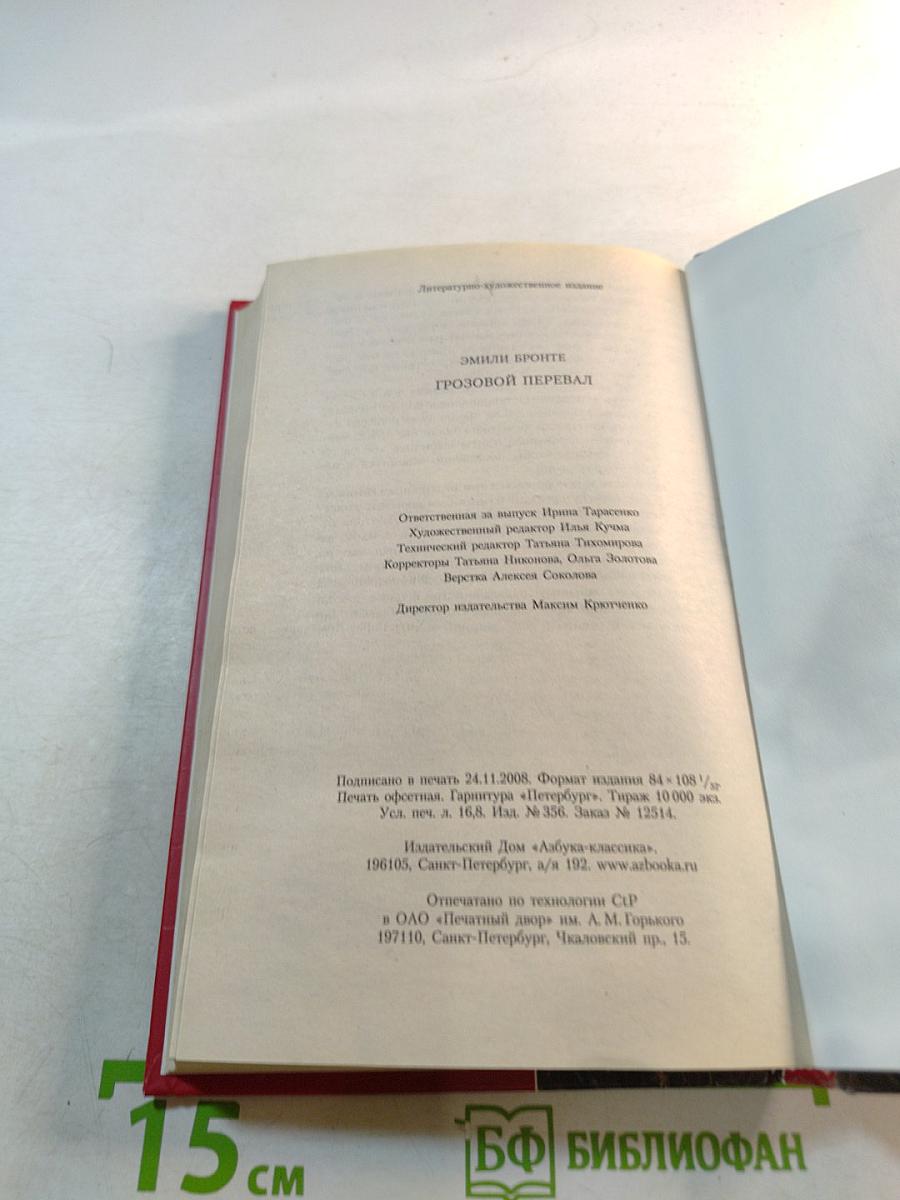 Литературно-художественное издание
ЭМИЛИ БРОНТЕ
ГРОЗОВОЙ ПЕРЕВАЛ
Ответственная за выпуск Ирина Тарасенко
Художественный редактор Илья Кучма
Технический редактор Татьяна Тихомирова
Корректоры Татьяна Никонова, Ольга Золотова
Верстка Алексея Соколова
Директор издательства Максим Крютченко
Подписано в печать 24.11.2008. Формат издания 84 × 108 1/32.
Печать офсетная. Гарнитура «Петербург». Тираж 10 000 экз.
Усл. печ. л. 16,8. Изд. № 356. Заказ № 12514.
Издательский Дом «Азбука-классика».
196105, Санкт-Петербург, а/я 192. www.azbooka.ru
Отпечатано по технологии CtP
в ОАО «Печатный двор» им. А. М. Горького
197110, Санкт-Петербург, Чкаловский пр., 15.
15 см
БФ БИБЛИОФАН